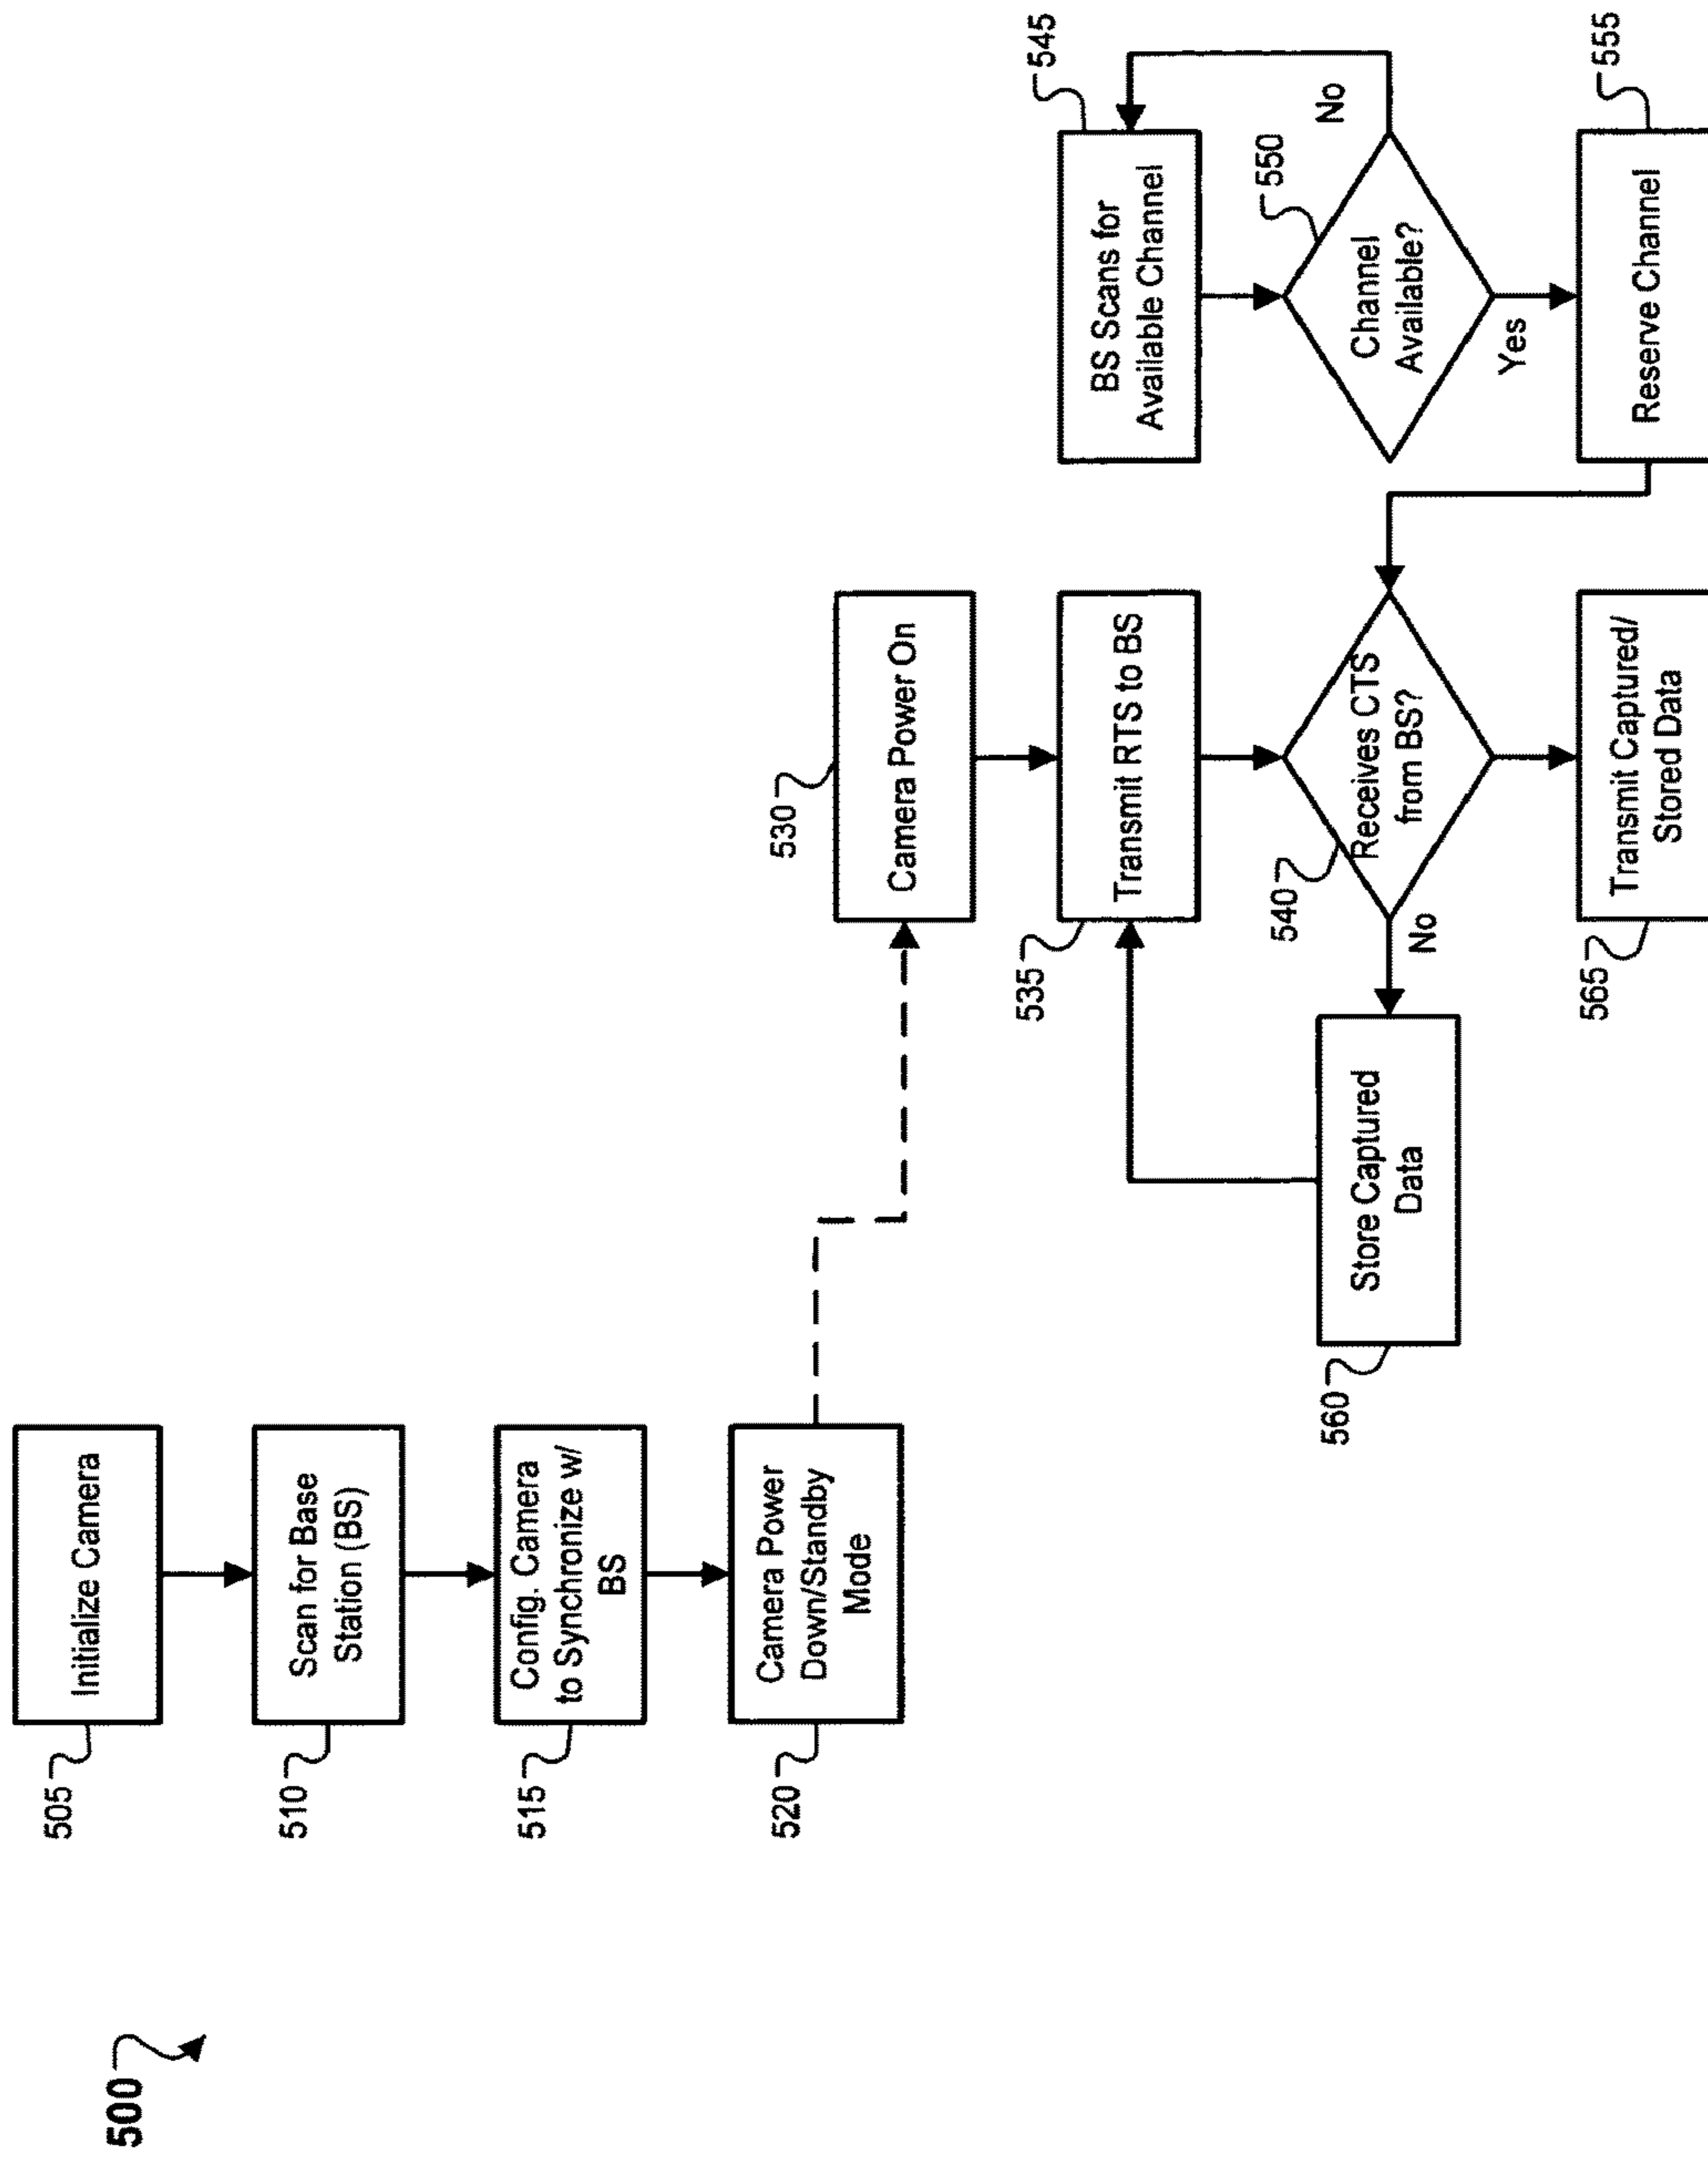 500
505
Initialize Camera
510
Scan for Base
Station (BS)
515
Config. Camera
to Synchronize w/
BS
520
Camera Power
Down/Standby
Mode
530
Camera Power On
535
Transmit RTS to BS
540
Receives CTS
from BS?
No
560
Store Captured
Data
565
Transmit Captured/
Stored Data
545
BS Scans for
Available Channel
550
Channel
Available?
No
Yes
555
Reserve Channel